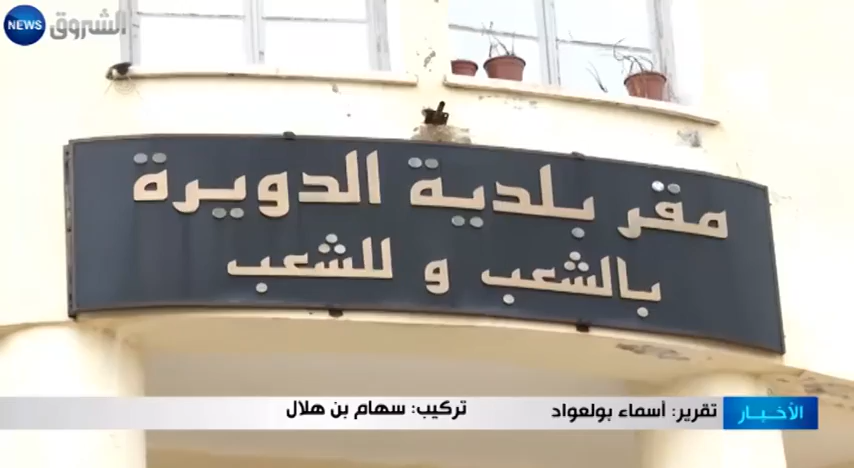 NEWS الشروق
مقر بلدية الدويرة
بالشعب و للشعب
الأخبار تقرير: أسماء بولعواد تركيب: سهام بن هلال